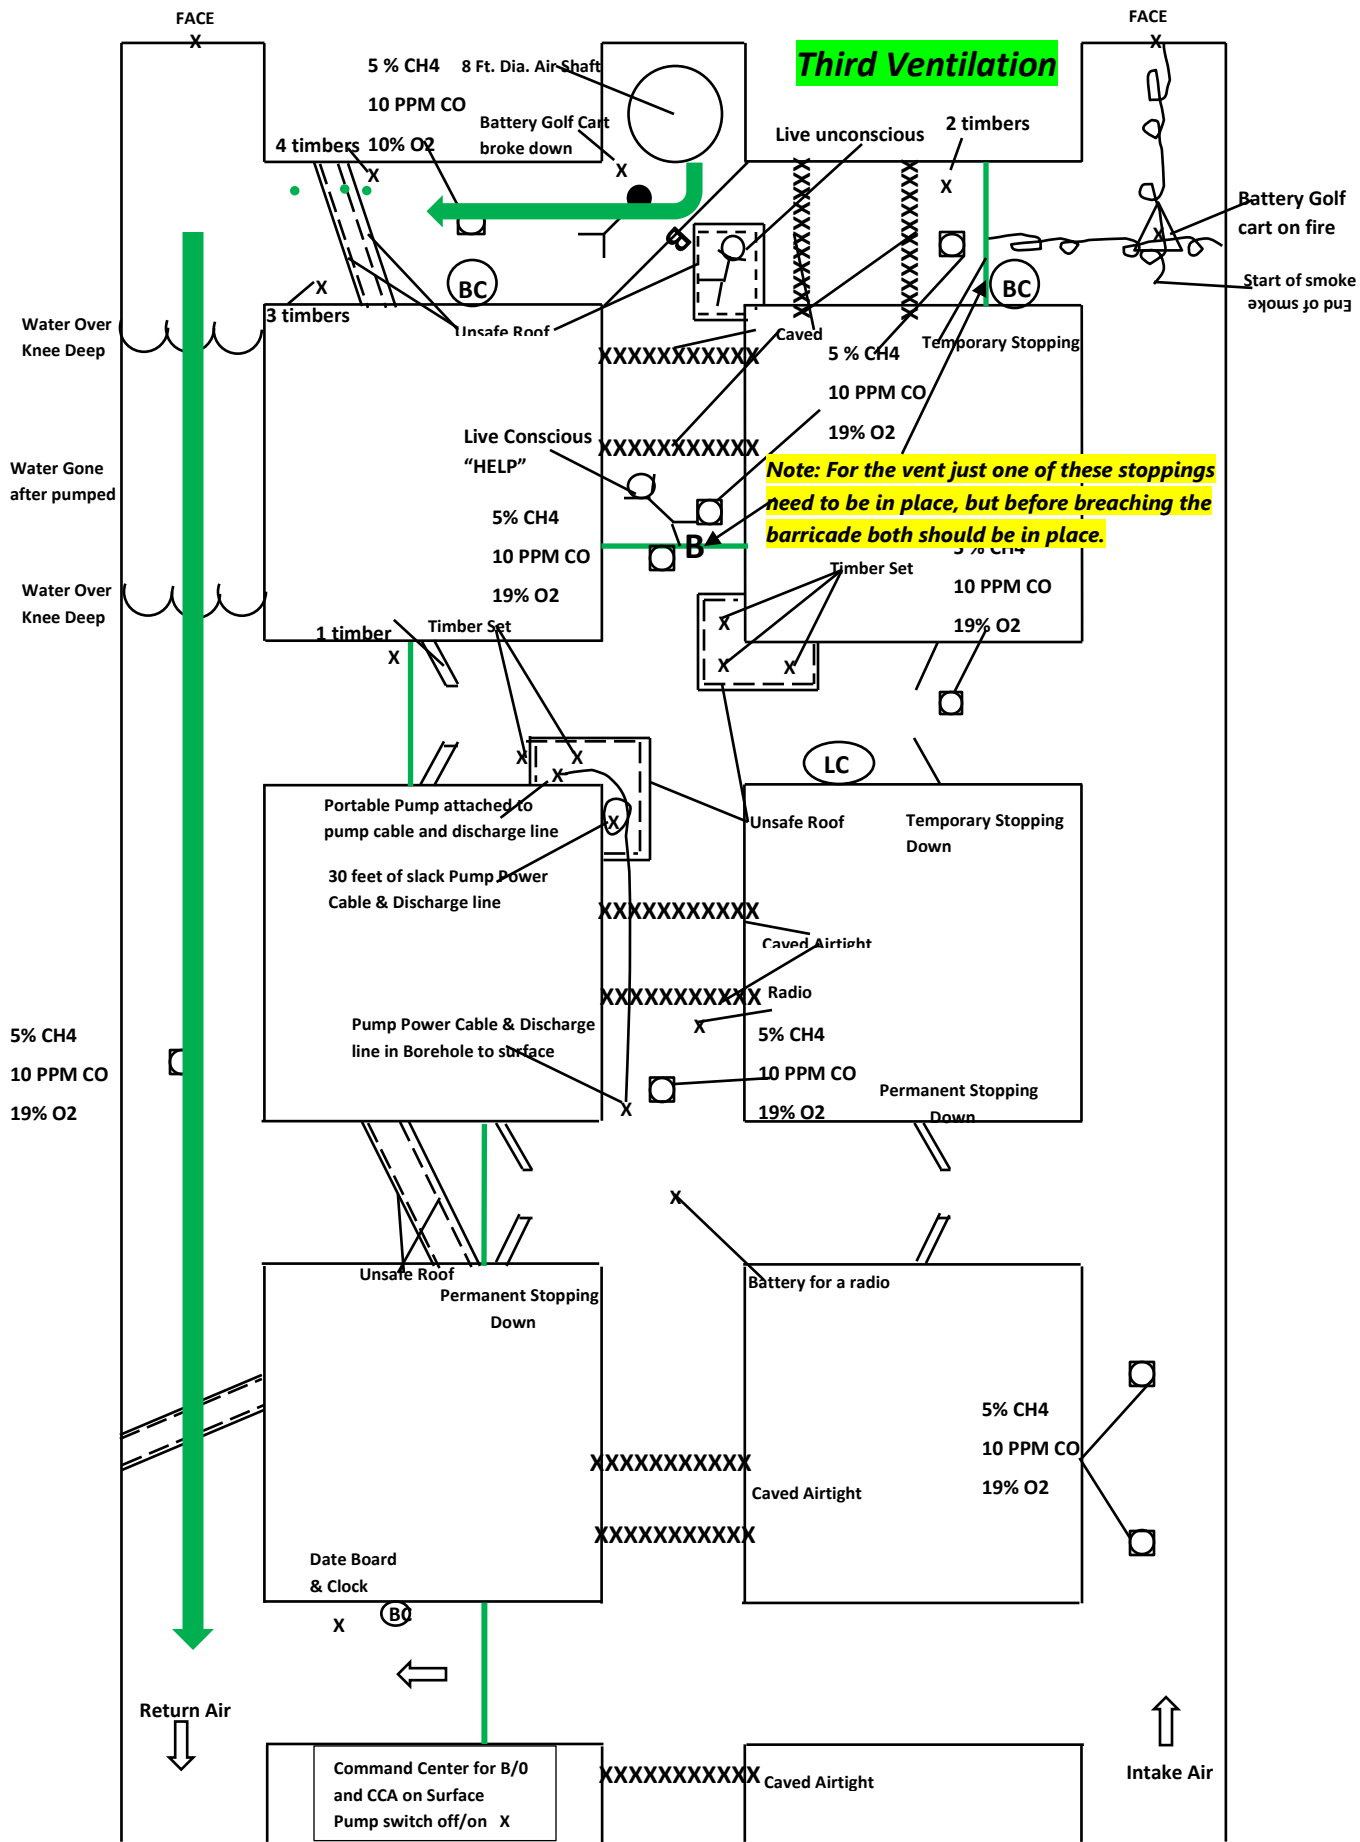 FACE
FACE
Third Ventilation
5 % CH4
10 PPM CO
10% O2
8 Ft. Dia. Air Shaft
Battery Golf Cart
broke down
4 timbers
X
X
X
X
Live unconscious
2 timbers
X
Battery Golf
cart on fire
X
Start of smoke
End of smoke
B
BC
BC
X
3 timbers
Water Over
Knee Deep
Unsafe Roof
XXXXXXXXXXX
Caved
Temporary Stopping
5 % CH4
10 PPM CO
19% O2
Live Conscious
“HELP”
XXXXXXXXXXX
Water Gone
after pumped
Note: For the vent just one of these stoppings
need to be in place, but before breaching the
barricade both should be in place.
5% CH4
10 PPM CO
19% O2
B
5 % CH4
10 PPM CO
19% O2
Timber Set
Water Over
Knee Deep
1 timber
X
Timber Set
X
X
X
X
X
X
LC
Portable Pump attached to
pump cable and discharge line
X
Unsafe Roof
Temporary Stopping
Down
30 feet of slack Pump Power
Cable & Discharge line
XXXXXXXXXXX
Caved Airtight
XXXXXXXXXXX
Radio
X
Pump Power Cable & Discharge
line in Borehole to surface
X
5% CH4
10 PPM CO
19% O2
5% CH4
10 PPM CO
19% O2
Permanent Stopping
Down
X
Unsafe Roof
Permanent Stopping
Down
Battery for a radio
5% CH4
10 PPM CO
19% O2
XXXXXXXXXXX
Caved Airtight
XXXXXXXXXXX
Date Board
& Clock
X
BC
Return Air
Intake Air
Command Center for B/0
and CCA on Surface
Pump switch off/on X
XXXXXXXXXXX
Caved Airtight